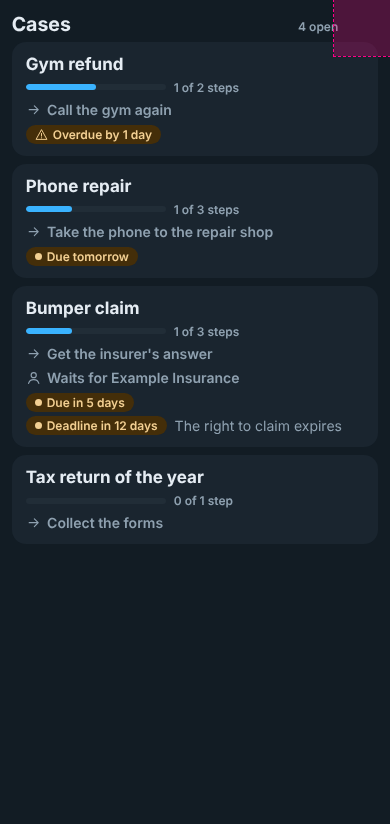 Cases
4 open
Gym refund
1 of 2 steps
→ Call the gym again
Overdue by 1 day
Phone repair
1 of 3 steps
→ Take the phone to the repair shop
Due tomorrow
Bumper claim
1 of 3 steps
→ Get the insurer's answer
Waits for Example Insurance
Due in 5 days
Deadline in 12 days The right to claim expires
Tax return of the year
0 of 1 step
→ Collect the forms